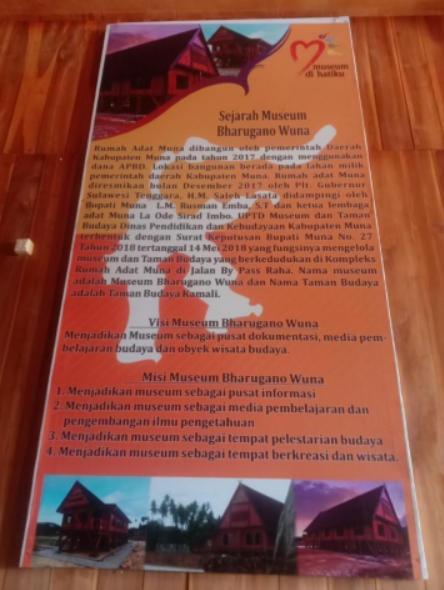 museum
di hatiku
Sejarah Museum
Bharugano Wuna
Rumah Adat Muna dibangun oleh pemerintah Daerah
Kabupaten Muna pada tahun 2017 dengan menggunakan
dana APBD. Lokasi bangunan berada pada lahan milik
pemerintah daerah Kabupaten Muna. Rumah adat Muna
diresmikan bulan Desember 2017 oleh Plt. Gubernur
Sulawesi Tenggara, H.M. Saleh Lasata didampingi oleh
Bupati Muna L.M. Rusman Emba, S.T dan ketua lembaga
adat Muna La Ode Sirad Imbo. UPTD Museum dan Taman
Budaya Dinas Pendidikan dan Kebudayaan Kabupaten Muna
terbentuk dengan Surat Keputusan Bupati Muna No. 27
Tahun 2018 tertanggal 14 Mei 2018 yang fungsinya mengelola
museum dan Taman Budaya yang berkedudukan di Kompleks
Rumah Adat Muna di Jalan By Pass Raha. Nama museum
adalah Museum Bharugano Wuna dan Nama Taman Budaya
adalah Taman Budaya Kamali.
Visi Museum Bharugano Wuna
Menjadikan Museum sebagai pusat dokumentasi, media pem-
belajaran budaya dan obyek wisata budaya.
Misi Museum Bharugano Wuna
1. Menjadikan museum sebagai pusat informasi
2. Menjadikan museum sebagai media pembelajaran dan
pengembangan ilmu pengetahuan
3. Menjadikan museum sebagai tempat pelestarian budaya
4. Menjadikan museum sebagai tempat berkreasi dan wisata.